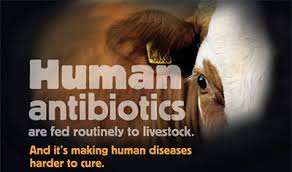 Human
antibiotics
are fed routinely to livestock.
And it's making human diseases
harder to cure.